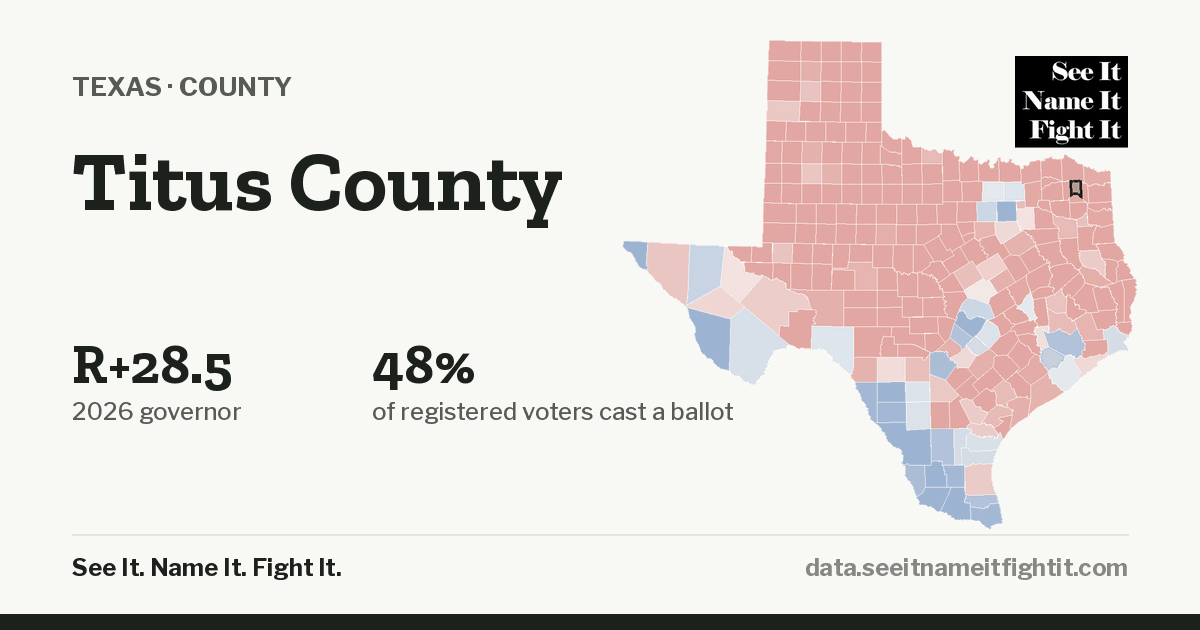 TEXAS · COUNTY
Titus County
See It
Name It
Fight It
R+28.5
2026 governor
48%
of registered voters cast a ballot
See It. Name It. Fight It.
data.seeitnameitfightit.com